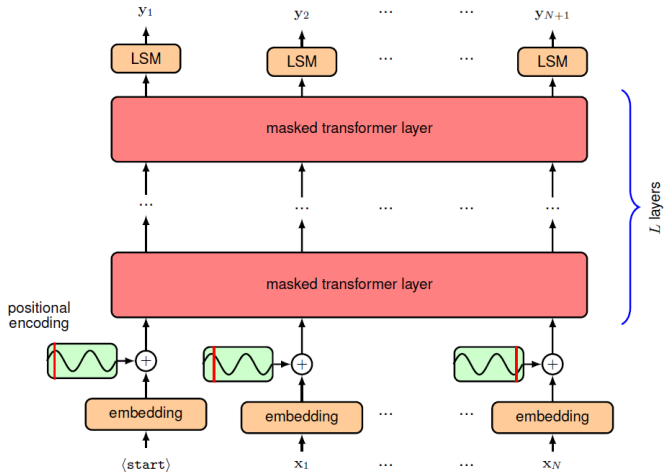 y₁ y₂ ... ... yN+1
LSM LSM ... ... LSM
masked transformer layer
... ... ... ... ...
L layers
masked transformer layer
positional
encoding
+ + +
embedding embedding ... ... embedding
⟨start⟩ x₁ ... ... xN